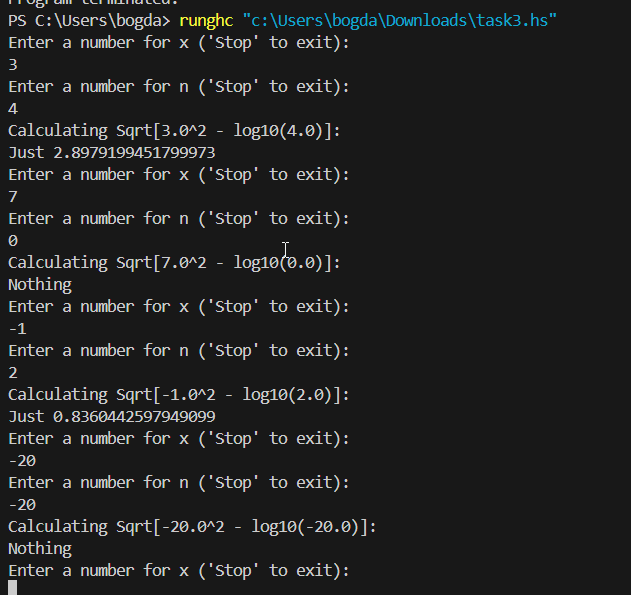 Program terminated.
PS C:\Users\bogda> runghc "c:\Users\bogda\Downloads\task3.hs"
Enter a number for x ('Stop' to exit):
3
Enter a number for n ('Stop' to exit):
4
Calculating Sqrt[3.0^2 - log10(4.0)]:
Just 2.8979199451799973
Enter a number for x ('Stop' to exit):
7
Enter a number for n ('Stop' to exit):
0
Calculating Sqrt[7.0^2 - log10(0.0)]:
Nothing
Enter a number for x ('Stop' to exit):
-1
Enter a number for n ('Stop' to exit):
2
Calculating Sqrt[-1.0^2 - log10(2.0)]:
Just 0.8360442597949099
Enter a number for x ('Stop' to exit):
-20
Enter a number for n ('Stop' to exit):
-20
Calculating Sqrt[-20.0^2 - log10(-20.0)]:
Nothing
Enter a number for x ('Stop' to exit):